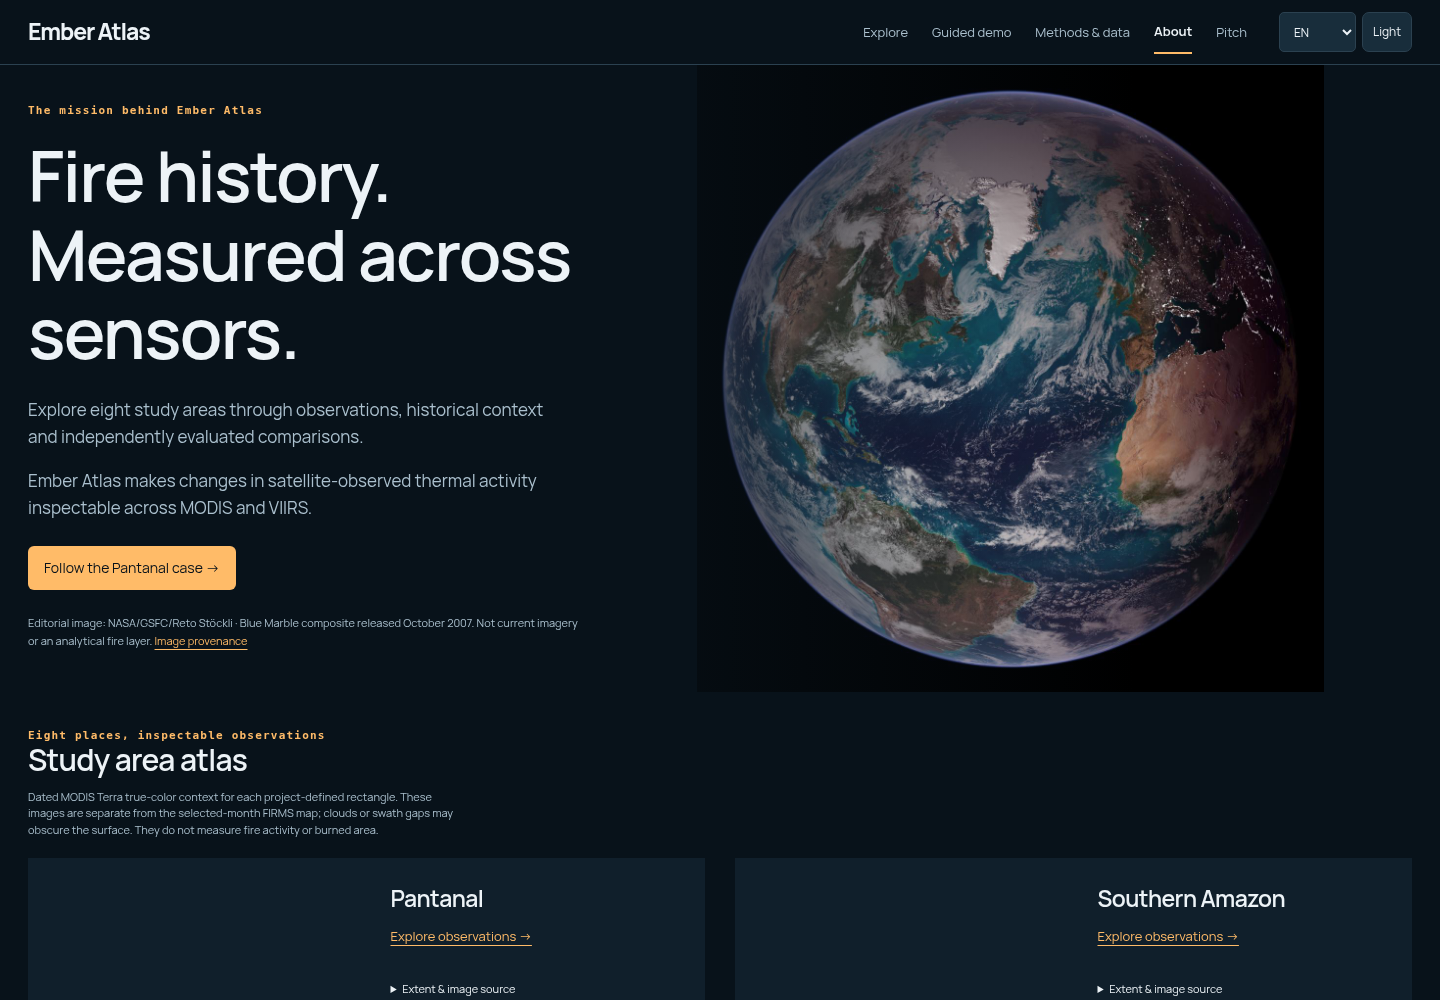 Ember Atlas
Explore
Guided demo
Methods & data
About
Pitch
EN
Light
The mission behind Ember Atlas
Fire history.
Measured across
sensors.
Explore eight study areas through observations, historical context
and independently evaluated comparisons.
Ember Atlas makes changes in satellite-observed thermal activity
inspectable across MODIS and VIIRS.
Follow the Pantanal case →
Editorial image: NASA/GSFC/Reto Stöckli · Blue Marble composite released October 2007. Not current imagery
or an analytical fire layer. Image provenance
Eight places, inspectable observations
Study area atlas
Dated MODIS Terra true-color context for each project-defined rectangle. These
images are separate from the selected-month FIRMS map; clouds or swath gaps may
obscure the surface. They do not measure fire activity or burned area.
Pantanal
Explore observations →
▶ Extent & image source
Southern Amazon
Explore observations →
▶ Extent & image source